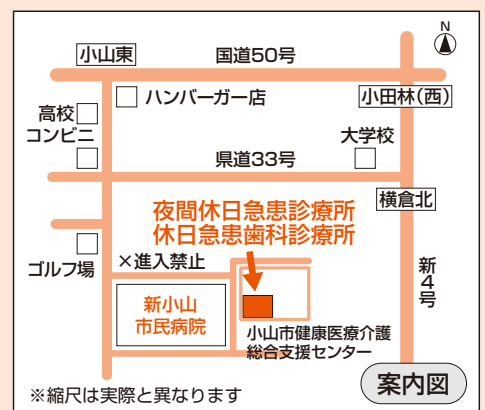 N
小山東
国道50号
ハンバーガー店
小田林(西)
高校
コンビニ
大学校
県道33号
横倉北
夜間休日急患診療所
休日急患歯科診療所
×進入禁止
ゴルフ場
新4号
新小山
市民病院
小山市健康医療介護
総合支援センター
案内図
※縮尺は実際と異なります